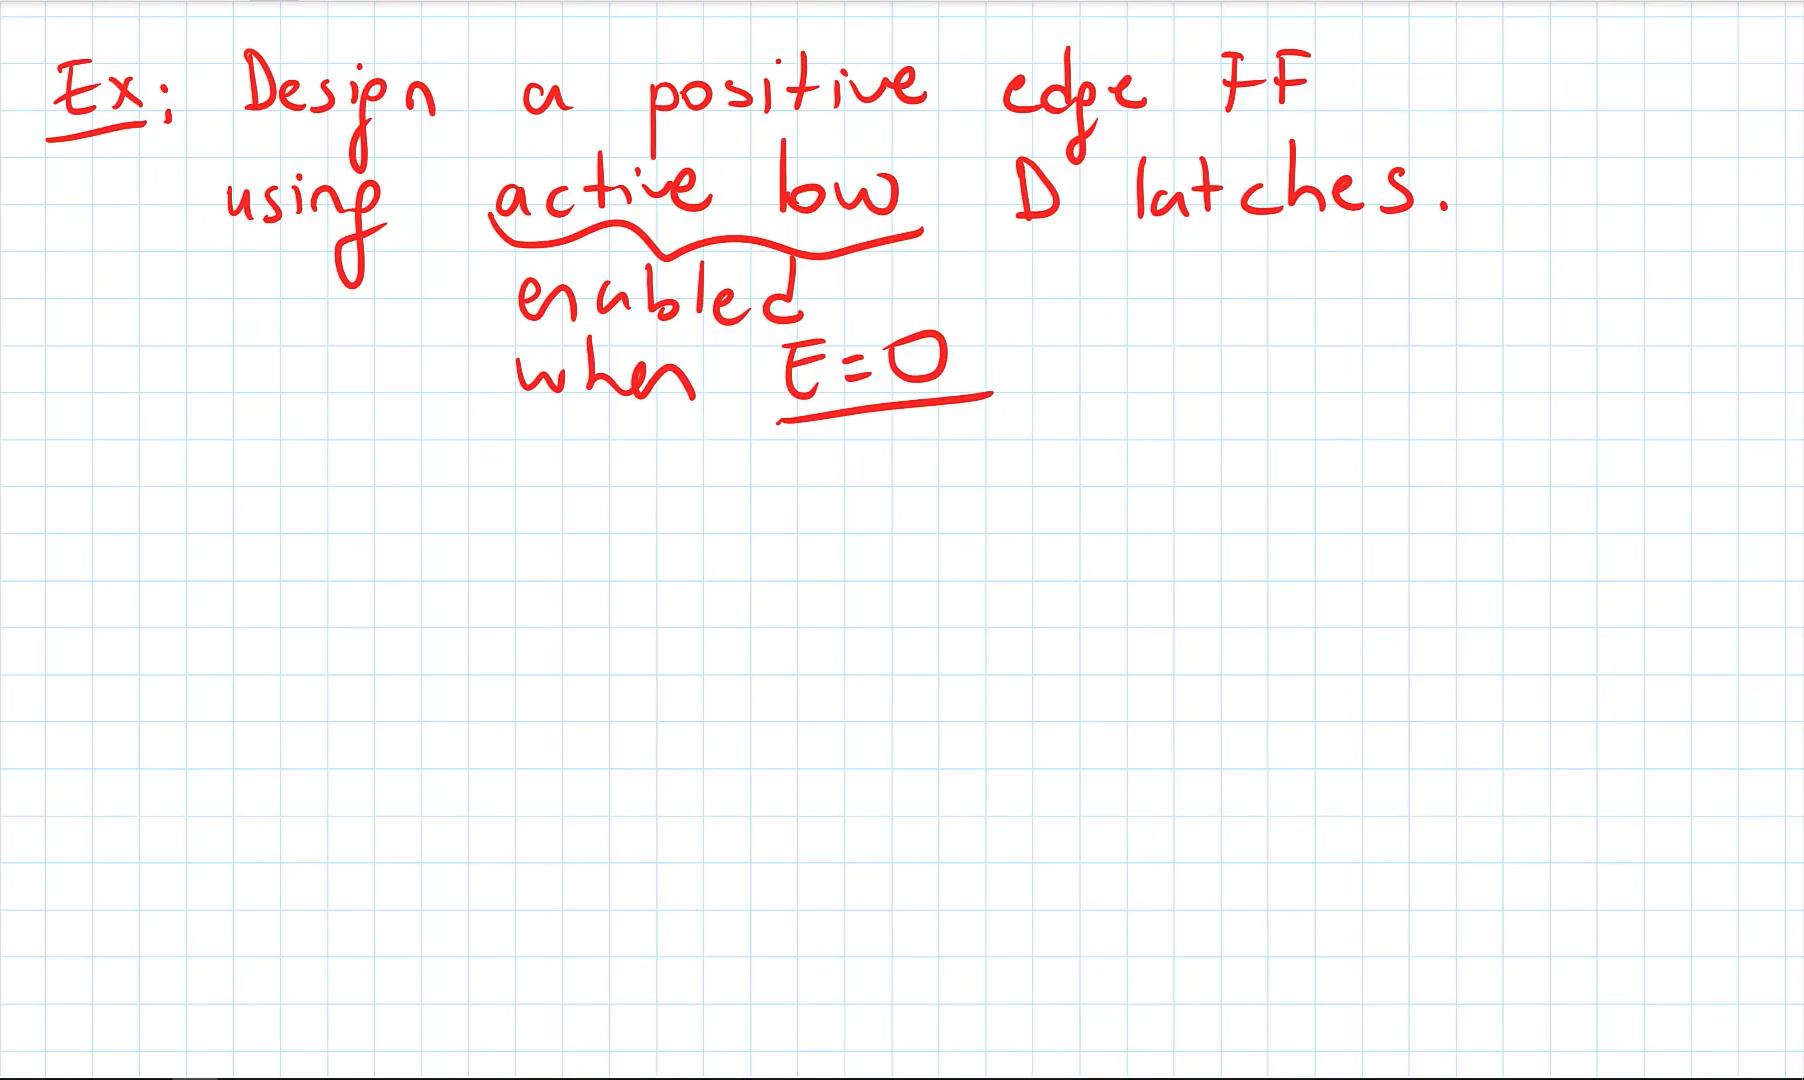 Ex: Design a positive edge FF
using active low D latches.
enabled
when E=0